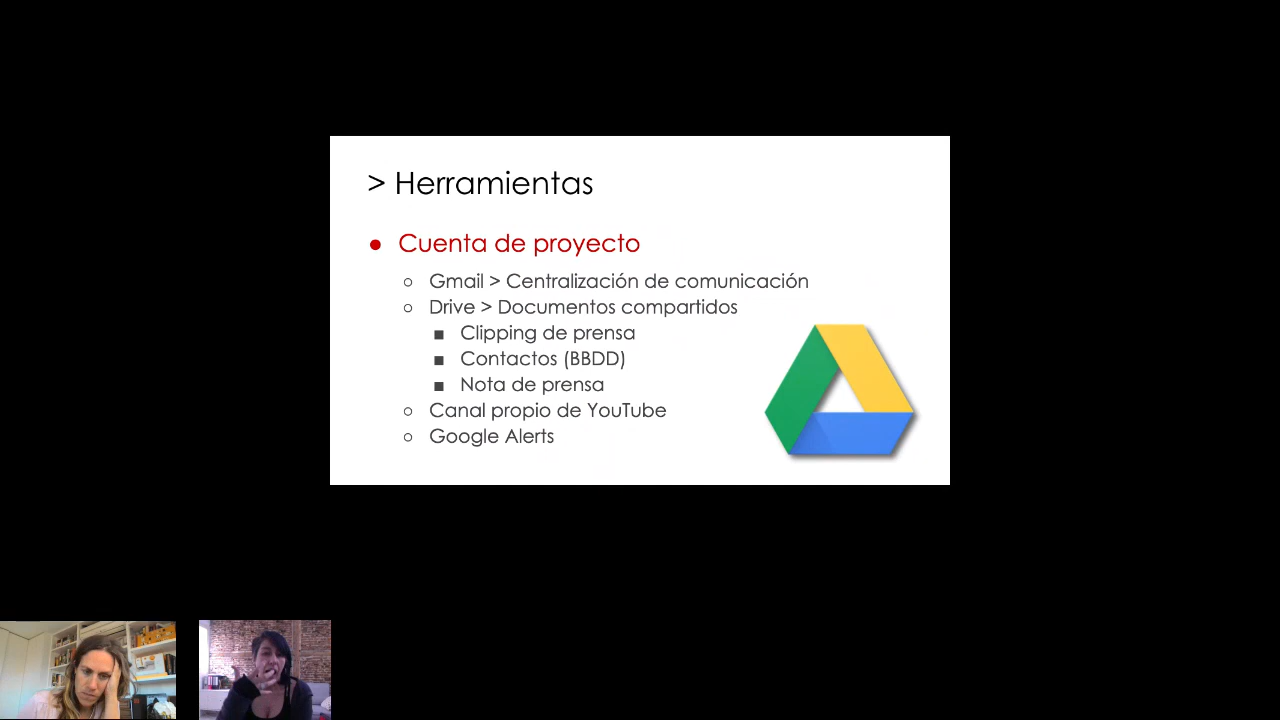 > Herramientas
● Cuenta de proyecto
○ Gmail > Centralización de comunicación
○ Drive > Documentos compartidos
■ Clipping de prensa
■ Contactos (BBDD)
■ Nota de prensa
○ Canal propio de YouTube
○ Google Alerts